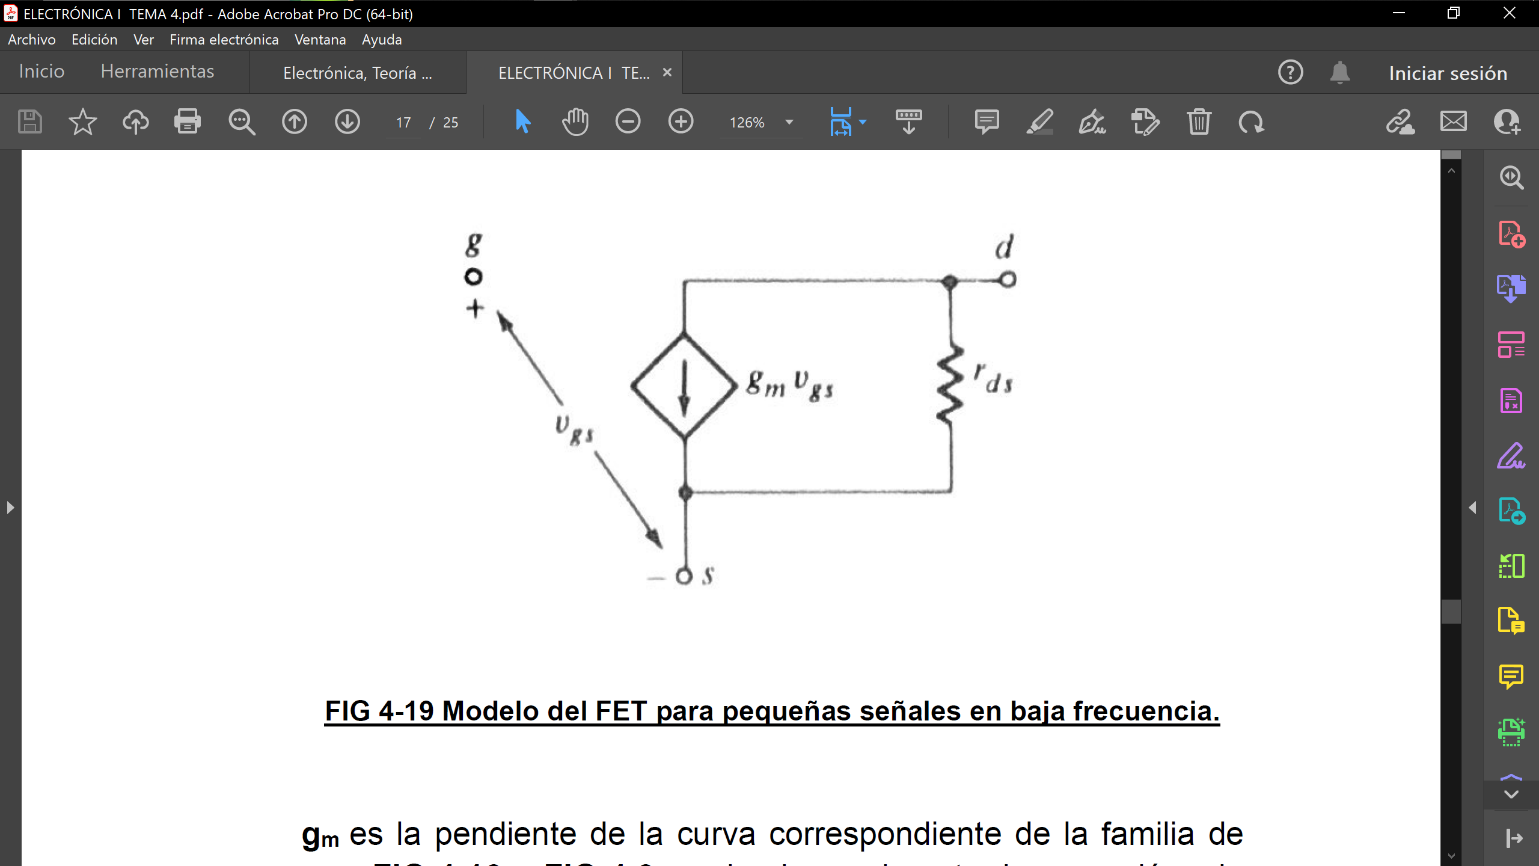 ELECTRÓNICA I  TEMA 4.pdf - Adobe Acrobat Pro DC (64-bit)
Archivo Edición Ver Firma electrónica Ventana Ayuda
Inicio Herramientas Electrónica, Teoría ... ELECTRÓNICA I  TE... ×
Iniciar sesión
17 / 25 126%
g
d
+
gm vgs
rds
vgs
– s
FIG 4-19 Modelo del FET para pequeñas señales en baja frecuencia.
gm es la pendiente de la curva correspondiente de la familia de